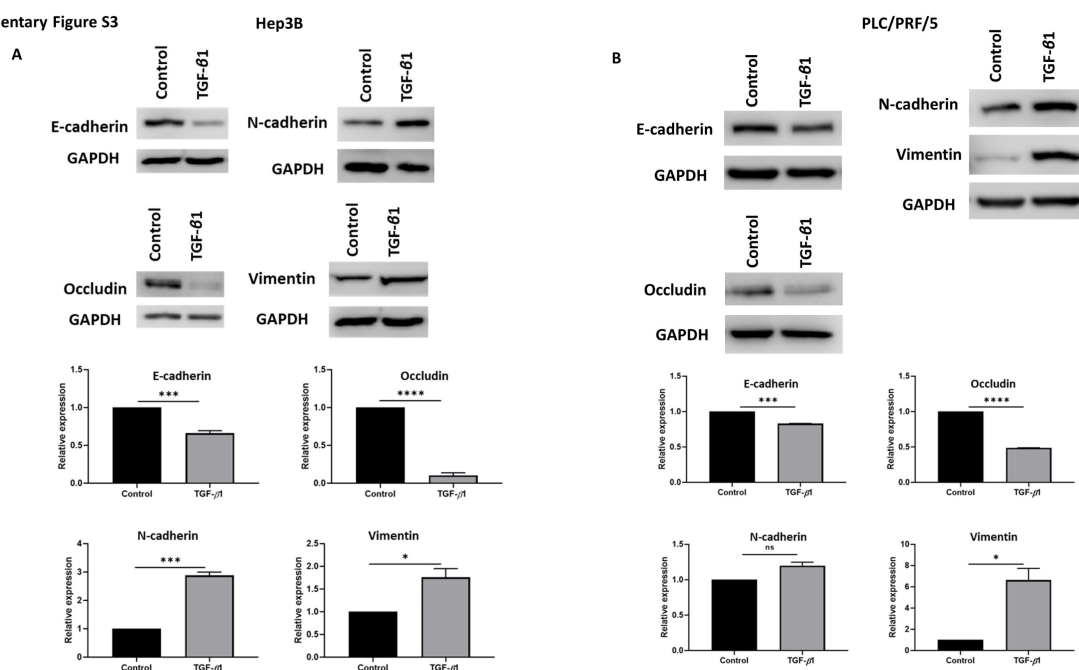 entary Figure S3
Hep3B
PLC/PRF/5
A
Control
TGF-β1
E-cadherin
GAPDH
Control
TGF-β1
N-cadherin
GAPDH
Control
TGF-β1
Occludin
GAPDH
Control
TGF-β1
Vimentin
GAPDH
E-cadherin
***
Relative expression
1.5
1.0
0.5
0.0
Control
TGF-β1
Occludin
****
Relative expression
1.5
1.0
0.5
0.0
Control
TGF-β1
N-cadherin
***
Relative expression
4
3
2
1
0
Control
TGF-β1
Vimentin
*
Relative expression
2.5
2.0
1.5
1.0
0.5
0.0
Control
TGF-β1
B
Control
TGF-β1
E-cadherin
GAPDH
Control
TGF-β1
N-cadherin
Vimentin
GAPDH
Control
TGF-β1
Occludin
GAPDH
E-cadherin
***
Relative expression
1.5
1.0
0.5
0.0
Control
TGF-β1
Occludin
****
Relative expression
1.5
1.0
0.5
0.0
Control
TGF-β1
N-cadherin
ns
Relative expression
1.5
1.0
0.5
0.0
Control
TGF-β1
Vimentin
*
Relative expression
10
8
6
4
2
0
Control
TGF-β1